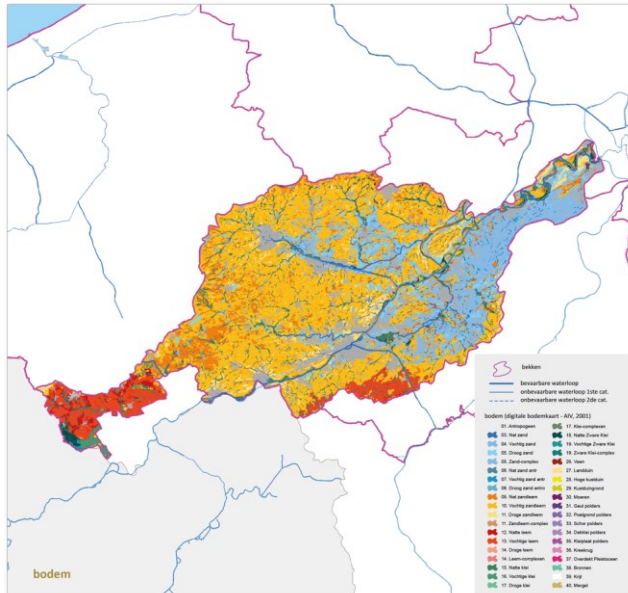 bekken
bevaarbare waterloop
onbevaarbare waterloop 1ste cat.
onbevaarbare waterloop 2de cat.
bodem (digitale bodemkaart - AIV, 2001)
01. Antropogeen
03. Nat zand
04. Vochtig zand
05. Droog zand
05. Zand-complex
06. Nat zand antr
07. Vochtig zand antr
08. Droog zand antro
09. Nat zandleem
10. Vochtig zandleem
11. Droge zandleem
11. Zandleem-complex
12. Natte leem
13. Vochtige leem
14. Droge leem
14. Leem-complexen
15. Natte klei
16. Vochtige klei
17. Droge klei
17. Klei-complexen
18. Natte Zware Klei
19. Vochtige Zware Klei
19. Zware Klei-complex
26. Veen
27. Landduin
28. Hoge kustduin
29. Kustduingrond
30. Moeren
31. Geul polders
32. Poelgrond polders
33. Schor polders
34. Dekklei polders
35. Kleiplaat polders
36. Kreekrug
37. Overdekt Pleistoceen
38. Bronnen
39. Krijt
40. Mergel
bodem